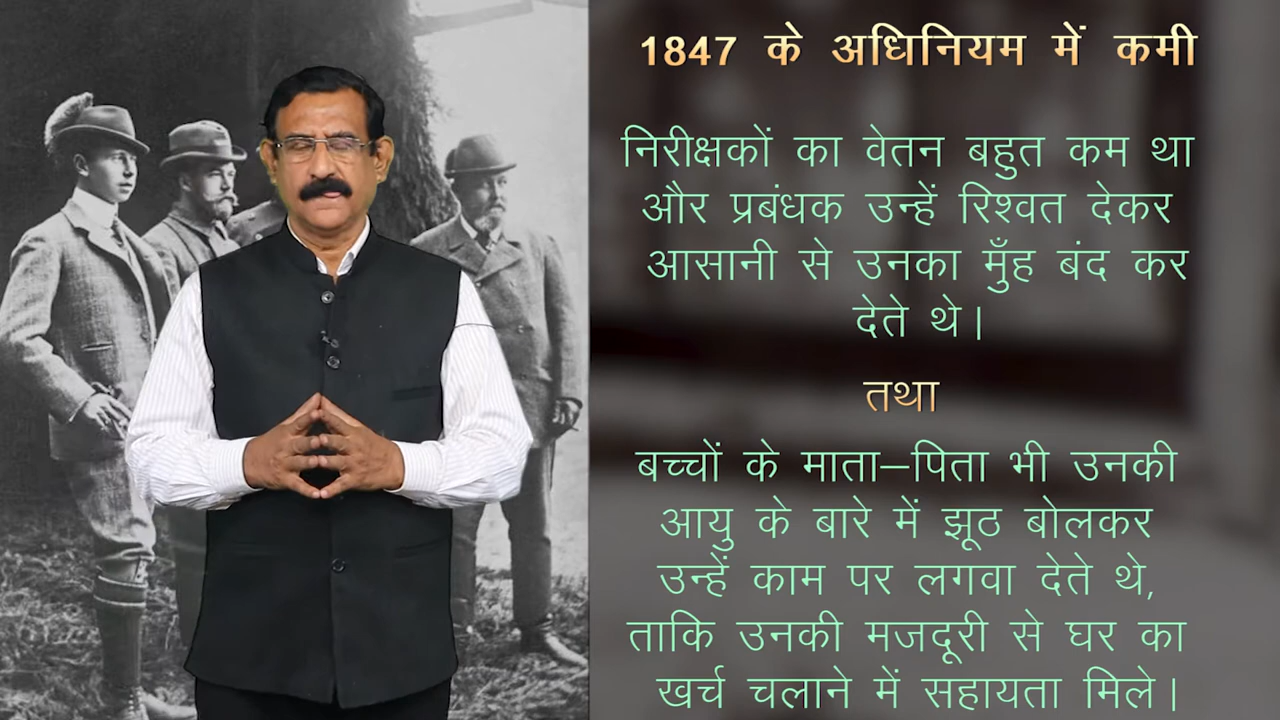 1847 के अधिनियम में कमी
निरीक्षकों का वेतन बहुत कम था
और प्रबंधक उन्हें रिश्वत देकर
आसानी से उनका मुँह बंद कर
देते थे।
तथा
बच्चों के माता–पिता भी उनकी
आयु के बारे में झूठ बोलकर
उन्हें काम पर लगवा देते थे,
ताकि उनकी मजदूरी से घर का
खर्च चलाने में सहायता मिले।